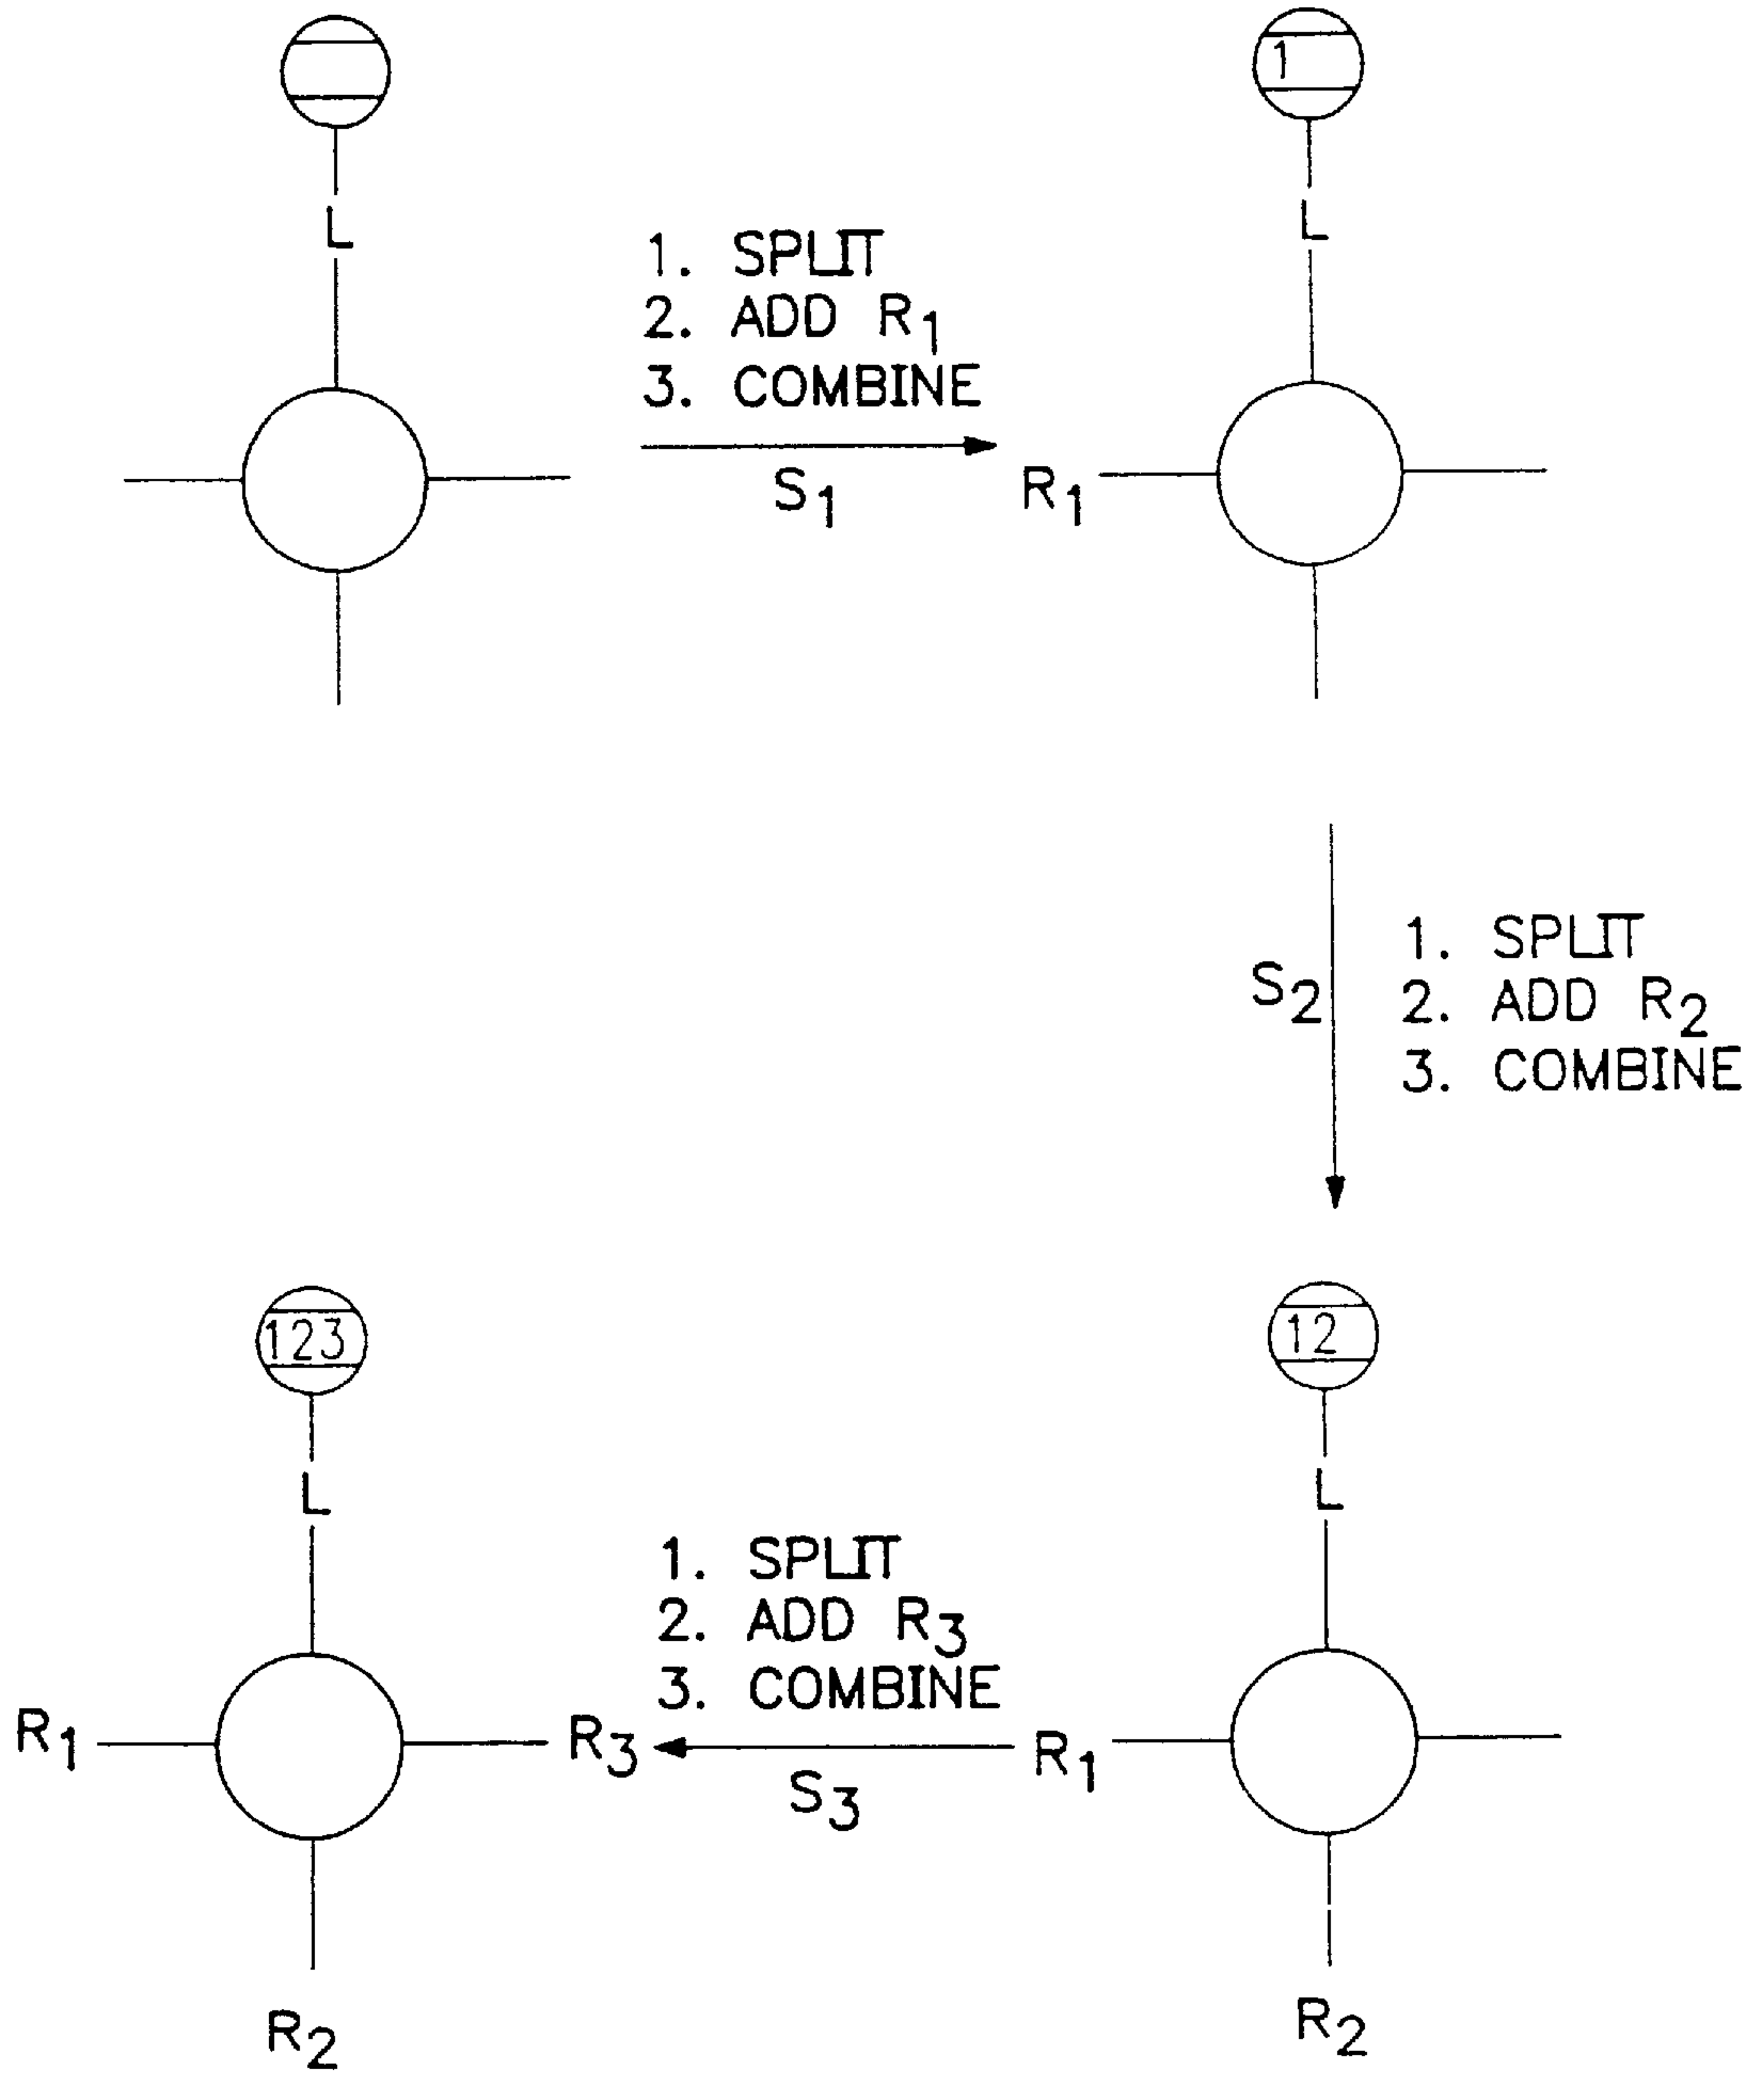 1
L
L
1. SPLIT
2. ADD R1
3. COMBINE
S1
R1
1. SPLIT
2. ADD R2
3. COMBINE
S2
123
12
L
L
1. SPLIT
2. ADD R3
3. COMBINE
R1
R3
S3
R1
R2
R2